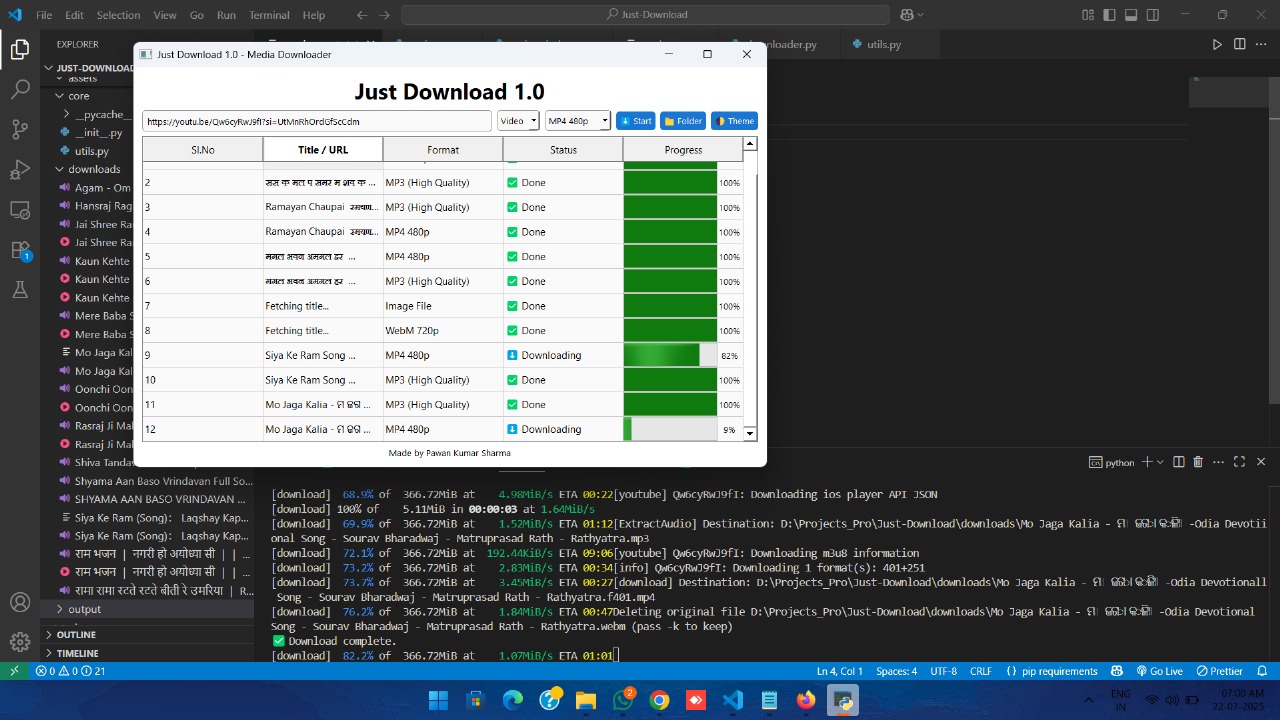 File Edit Selection View Go Run Terminal Help
Just-Download
EXPLORER
JUST-DOWNLOAD
assets
core
__pycache__
__init__.py
utils.py
downloads
Agam - Om
Hansraj Rag
Jai Shree Ra
Jai Shree Ra
Kaun Kehte
Kaun Kehte
Kaun Kehte
Mere Baba S
Mere Baba S
Mo Jaga Kal
Mo Jaga Kal
Oonchi Oon
Oonchi Oon
Rasraj Ji Mal
Rasraj Ji Mal
Shiva Tandav
Shyama Aan Baso Vrindavan Full So...
SHYAMA AAN BASO VRINDAVAN ...
Siya Ke Ram (Song): Laqshay Kap...
Siya Ke Ram (Song): Laqshay Kap...
राम भजन | नगरी हो अयोध्या सी | | ...
राम भजन | नगरी हो अयोध्या सी | | ...
रामा रामा रटते रटते बीती रे उमरिया | R...
output
OUTLINE
TIMELINE
utils.py
Just Download 1.0 - Media Downloader
Just Download 1.0
https://youtu.be/Qw6cyRwJ9fI?si=UtMnRhOrdGfScCdm Video MP4 480p Start Folder Theme
Sl.No Title / URL Format Status Progress
2 MP3 (High Quality) Done 100%
3 Ramayan Chaupai MP3 (High Quality) Done 100%
4 Ramayan Chaupai MP4 480p Done 100%
5 MP4 480p Done 100%
6 MP3 (High Quality) Done 100%
7 Fetching title... Image File Done 100%
8 Fetching title... WebM 720p Done 100%
9 Siya Ke Ram Song ... MP4 480p Downloading 82%
10 Siya Ke Ram Song ... MP3 (High Quality) Done 100%
11 Mo Jaga Kalia - ମ ଜଗ ... MP3 (High Quality) Done 100%
12 Mo Jaga Kalia - ମ ଜଗ ... MP4 480p Downloading 9%
Made by Pawan Kumar Sharma
python
[download] 68.9% of 366.72MiB at 4.98MiB/s ETA 00:22[youtube] Qw6cyRwJ9fI: Downloading ios player API JSON
[download] 100% of 5.11MiB in 00:00:03 at 1.64MiB/s
[download] 69.9% of 366.72MiB at 1.52MiB/s ETA 01:12[ExtractAudio] Destination: D:\Projects_Pro\Just-Download\downloads\Mo Jaga Kalia - -Odia Devoti
onal Song - Sourav Bharadwaj - Matruprasad Rath - Rathyatra.mp3
[download] 72.1% of 366.72MiB at 192.44KiB/s ETA 09:06[youtube] Qw6cyRwJ9fI: Downloading m3u8 information
[download] 73.2% of 366.72MiB at 2.83MiB/s ETA 00:34[info] Qw6cyRwJ9fI: Downloading 1 format(s): 401+251
[download] 73.7% of 366.72MiB at 3.45MiB/s ETA 00:27[download] Destination: D:\Projects_Pro\Just-Download\downloads\Mo Jaga Kalia - -Odia Devotionall
Song - Sourav Bharadwaj - Matruprasad Rath - Rathyatra.f401.mp4
[download] 76.2% of 366.72MiB at 1.84MiB/s ETA 00:47Deleting original file D:\Projects_Pro\Just-Download\downloads\Mo Jaga Kalia - -Odia Devotional
Song - Sourav Bharadwaj - Matruprasad Rath - Rathyatra.webm (pass -k to keep)
Download complete.
[download] 82.2% of 366.72MiB at 1.07MiB/s ETA 01:01
0 0 21 Ln 4, Col 1 Spaces: 4 UTF-8 CRLF { } pip requirements Go Live Prettier
ENG
IN
07:00 AM
22-07-2025